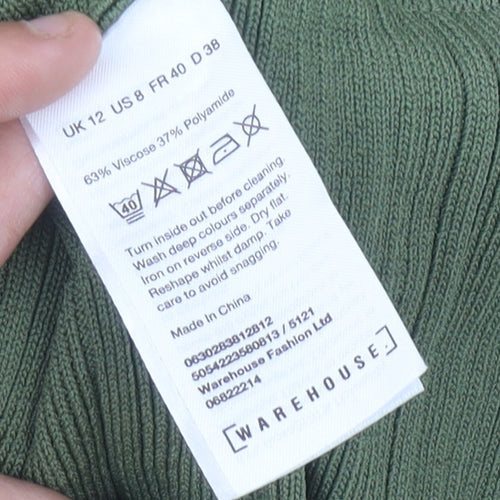 UK 12 US 8 FR 40 D 38
63% Viscose 37% Polyamide
40
Turn inside out before cleaning.
Wash deep colours separately.
Iron on reverse side. Dry flat.
Reshape whilst damp. Take
care to avoid snagging.
Made in China
0630283812812
5054223580813 / 5121
Warehouse Fashion Ltd
06822214
[WAREHOUSE.]